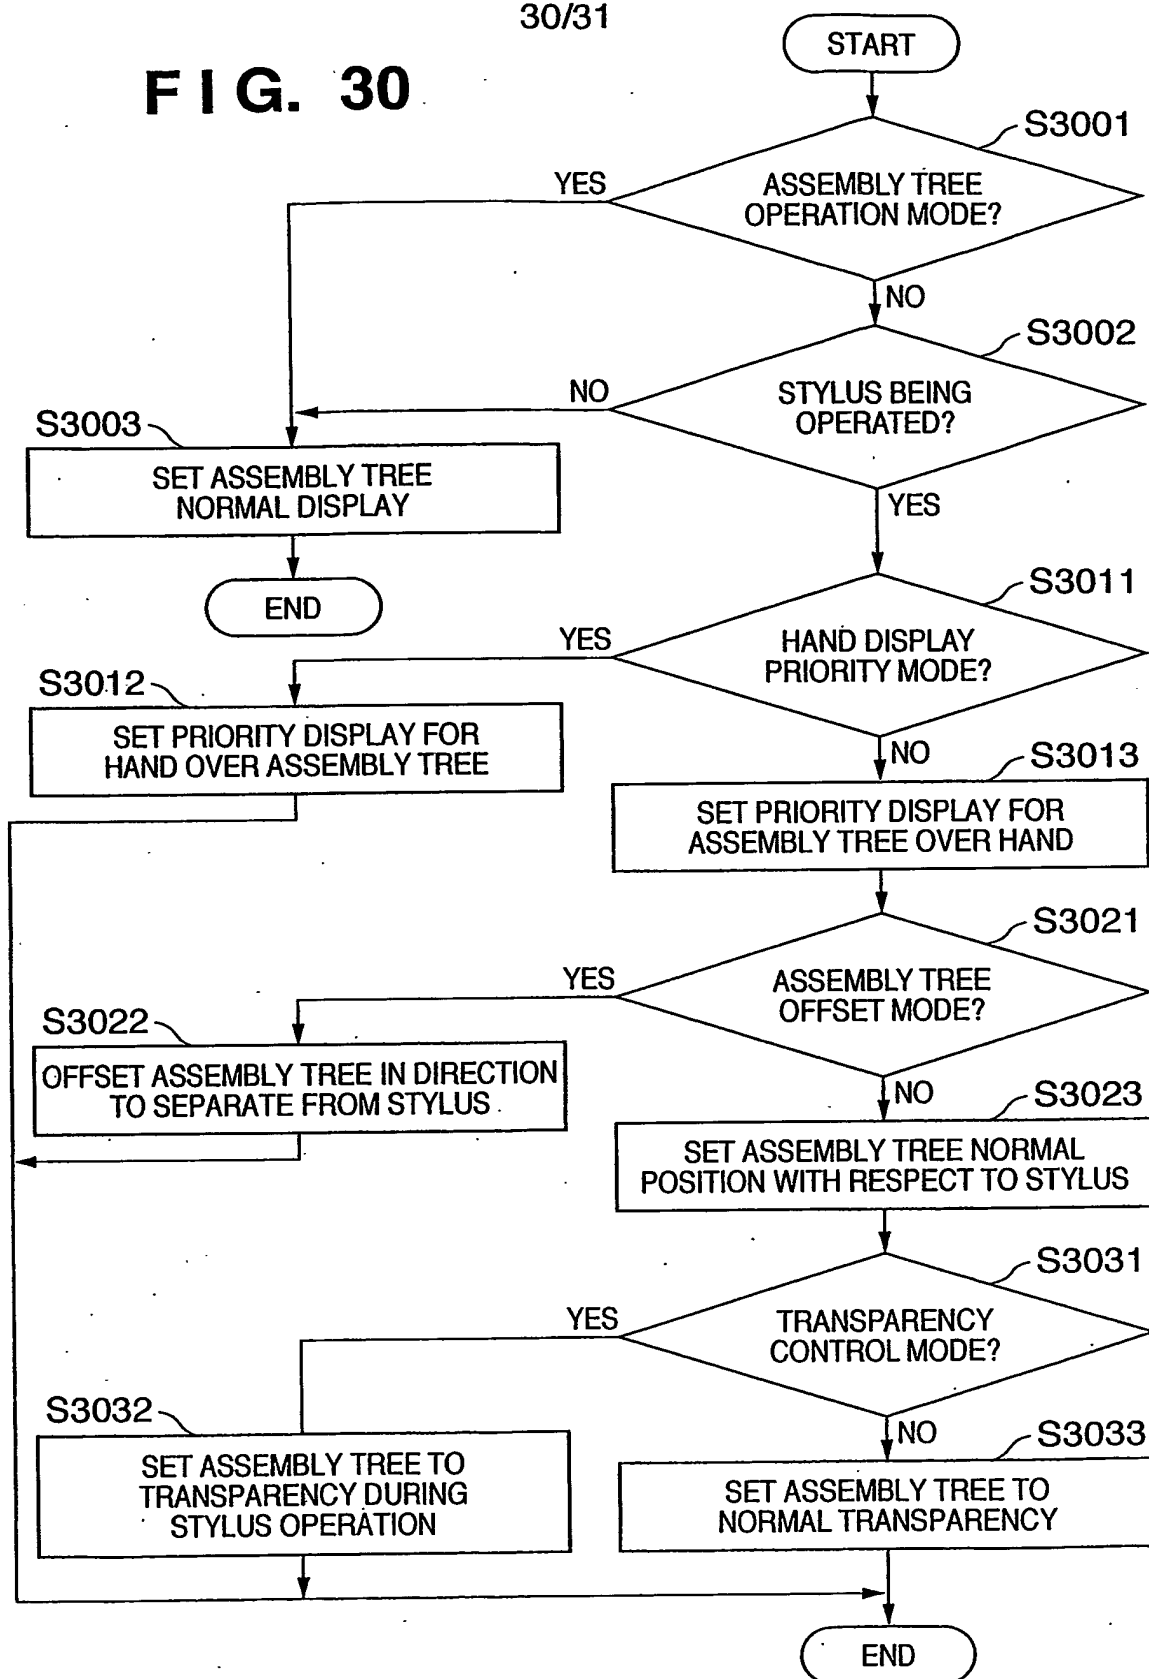 30/31
FIG. 30
START
S3001
ASSEMBLY TREE
OPERATION MODE?
YES
NO
S3002
STYLUS BEING
OPERATED?
NO
YES
S3003
SET ASSEMBLY TREE
NORMAL DISPLAY
END
S3011
HAND DISPLAY
PRIORITY MODE?
YES
NO
S3012
SET PRIORITY DISPLAY FOR
HAND OVER ASSEMBLY TREE
S3013
SET PRIORITY DISPLAY FOR
ASSEMBLY TREE OVER HAND
S3021
ASSEMBLY TREE
OFFSET MODE?
YES
NO
S3022
OFFSET ASSEMBLY TREE IN DIRECTION
TO SEPARATE FROM STYLUS
S3023
SET ASSEMBLY TREE NORMAL
POSITION WITH RESPECT TO STYLUS
S3031
TRANSPARENCY
CONTROL MODE?
YES
NO
S3032
SET ASSEMBLY TREE TO
TRANSPARENCY DURING
STYLUS OPERATION
S3033
SET ASSEMBLY TREE TO
NORMAL TRANSPARENCY
END